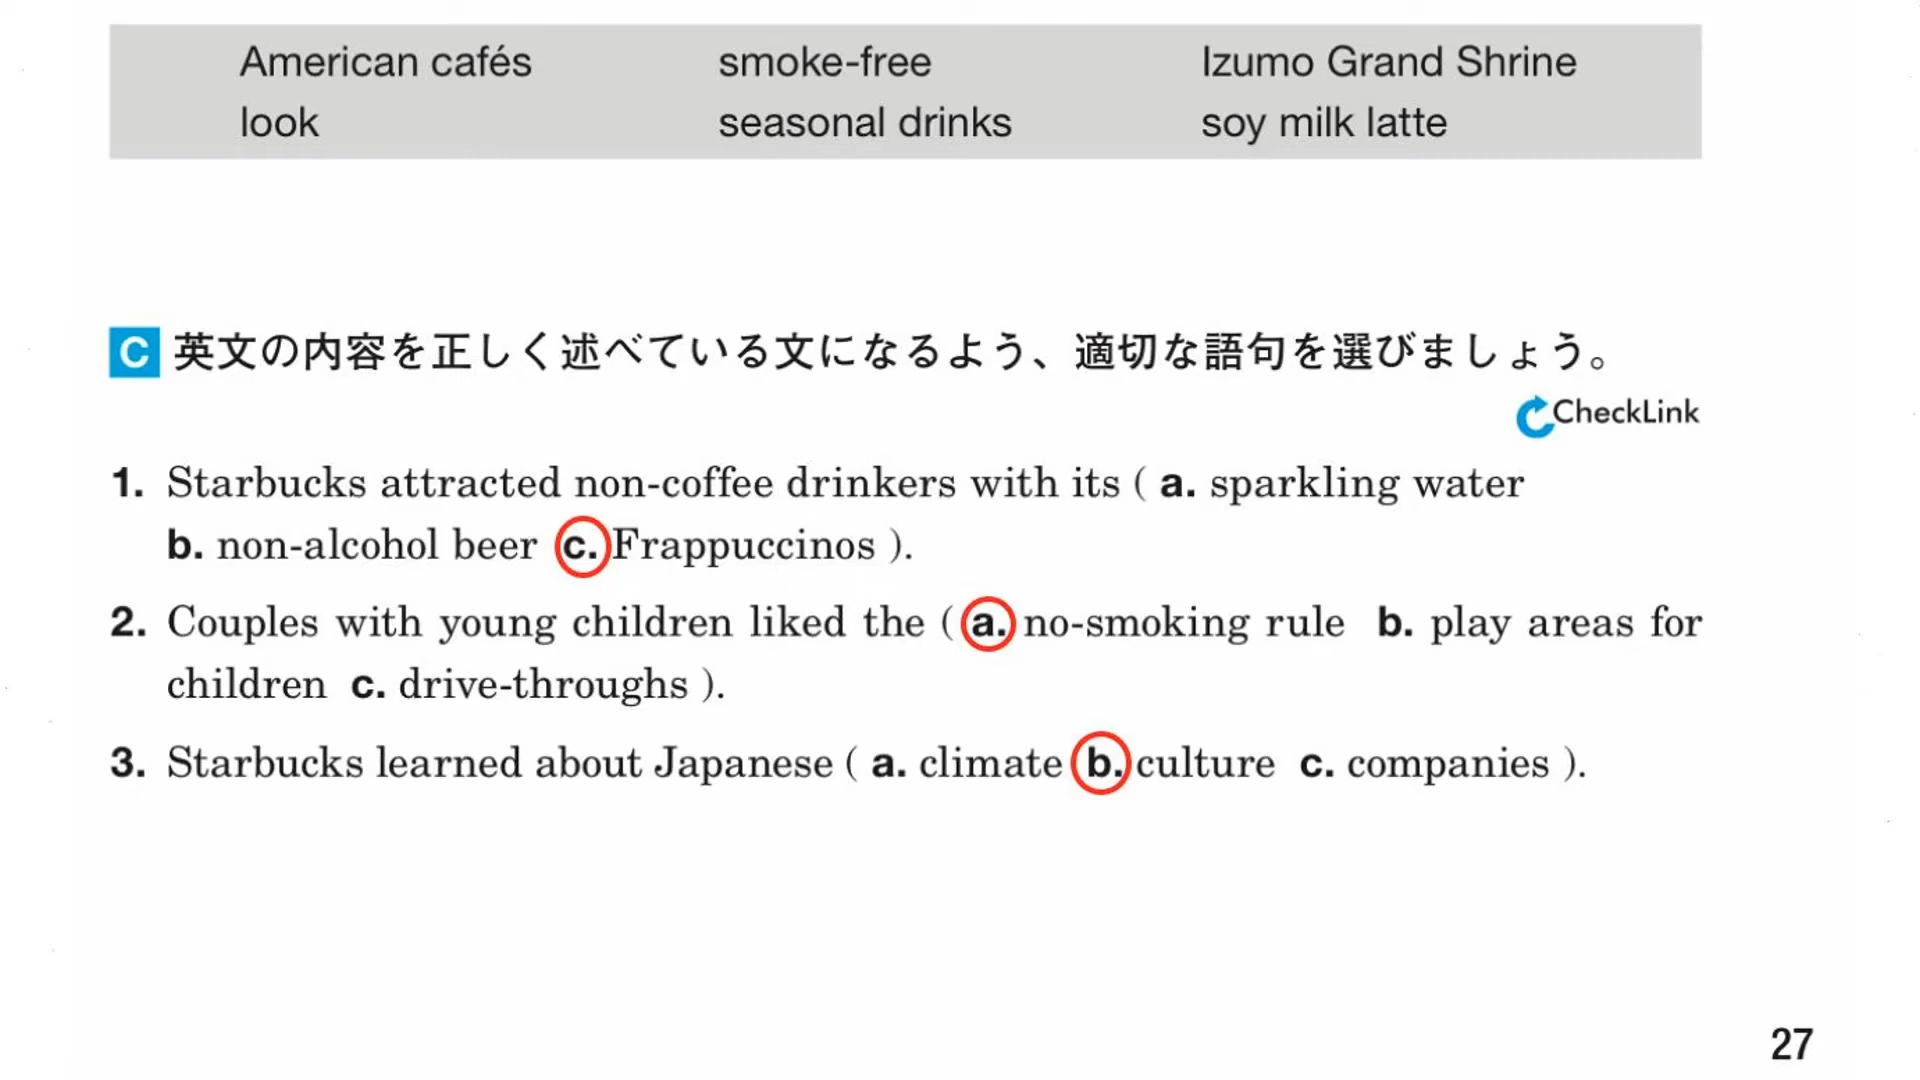 American cafés smoke-free Izumo Grand Shrine
look seasonal drinks soy milk latte
C 英文の内容を正しく述べている文になるよう、適切な語句を選びましょう。
CheckLink
1. Starbucks attracted non-coffee drinkers with its ( a. sparkling water
b. non-alcohol beer c. Frappuccinos ).
2. Couples with young children liked the ( a. no-smoking rule b. play areas for
children c. drive-throughs ).
3. Starbucks learned about Japanese ( a. climate b. culture c. companies ).
27